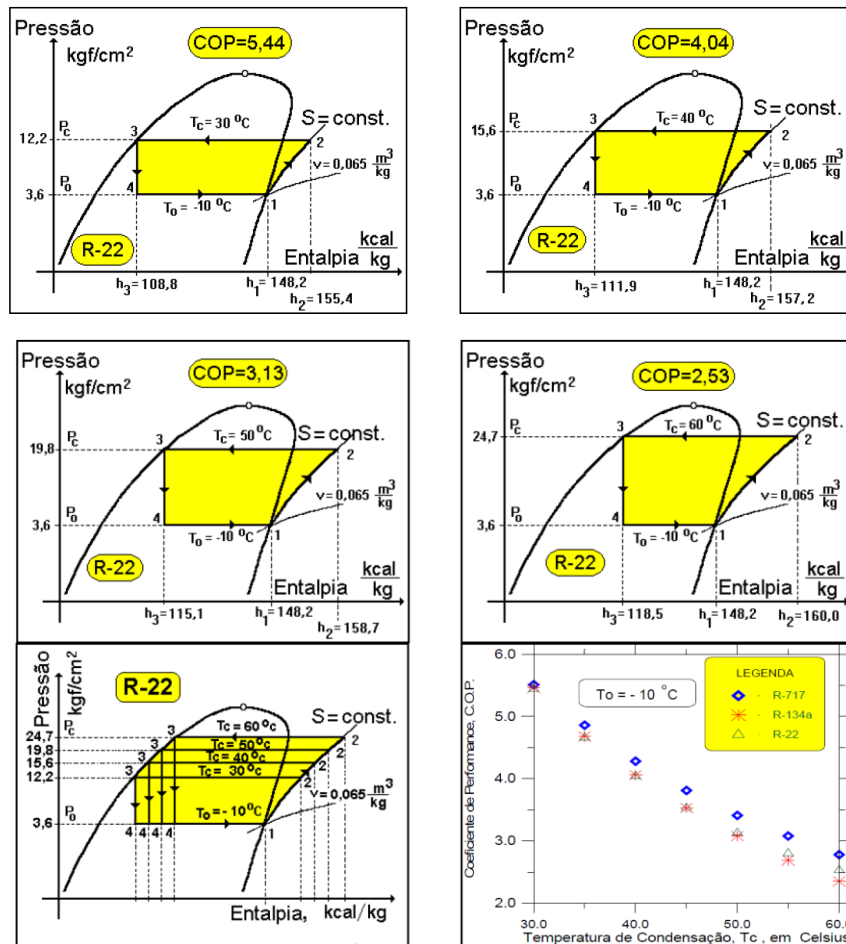 Pressão
kgf/cm²
COP=5,44
S=const.
Pc
12,2
3
Tc=30 °C
2
v=0,065 m³/kg
Po
3,6
4
To=-10 °C
1
R-22
Entalpia kcal/kg
h3=108,8
h1=148,2
h2=155,4
Pressão
kgf/cm²
COP=4,04
S=const.
Pc
15,6
3
Tc=40 °C
2
v=0,065 m³/kg
Po
3,6
4
To=-10 °C
1
R-22
Entalpia kcal/kg
h3=111,9
h1=148,2
h2=157,2
Pressão
kgf/cm²
COP=3,13
S=const.
Pc
19,8
3
Tc=50 °C
2
v=0,065 m³/kg
Po
3,6
4
To=-10 °C
1
R-22
Entalpia kcal/kg
h3=115,1
h1=148,2
h2=158,7
Pressão
kgf/cm²
COP=2,53
S=const.
Pc
24,7
3
Tc=60 °C
2
v=0,065 m³/kg
Po
3,6
4
To=-10 °C
1
R-22
Entalpia kcal/kg
h3=118,5
h1=148,2
h2=160,0
Pressão
kgf/cm²
R-22
S=const.
Pc
24,7
3
Tc=60 °c
2
19,8
3
Tc=50 °c
2
15,6
3
Tc=40 °c
2
12,2
3
Tc=30 °c
2
v=0,065 m³/kg
Po
3,6
To=-10°C
4 4 4 4
1
Entalpia, kcal/kg
Coeficiente de Performance, C.O.P.
6.0
5.0
4.0
3.0
2.0
To = - 10 °C
LEGENDA
· R-717
· R-134a
· R-22
30.0 40.0 50.0 60.0
Temperatura de Condensação, Tc , em Celsius